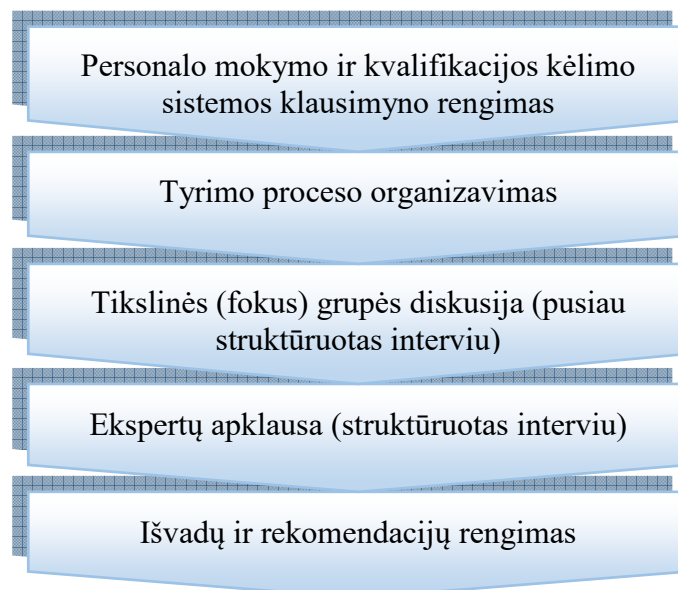 Personalo mokymo ir kvalifikacijos kėlimo
sistemos klausimyno rengimas
Tyrimo proceso organizavimas
Tikslinės (fokus) grupės diskusija (pusiau
struktūruotas interviu)
Ekspertų apklausa (struktūruotas interviu)
Išvadų ir rekomendacijų rengimas